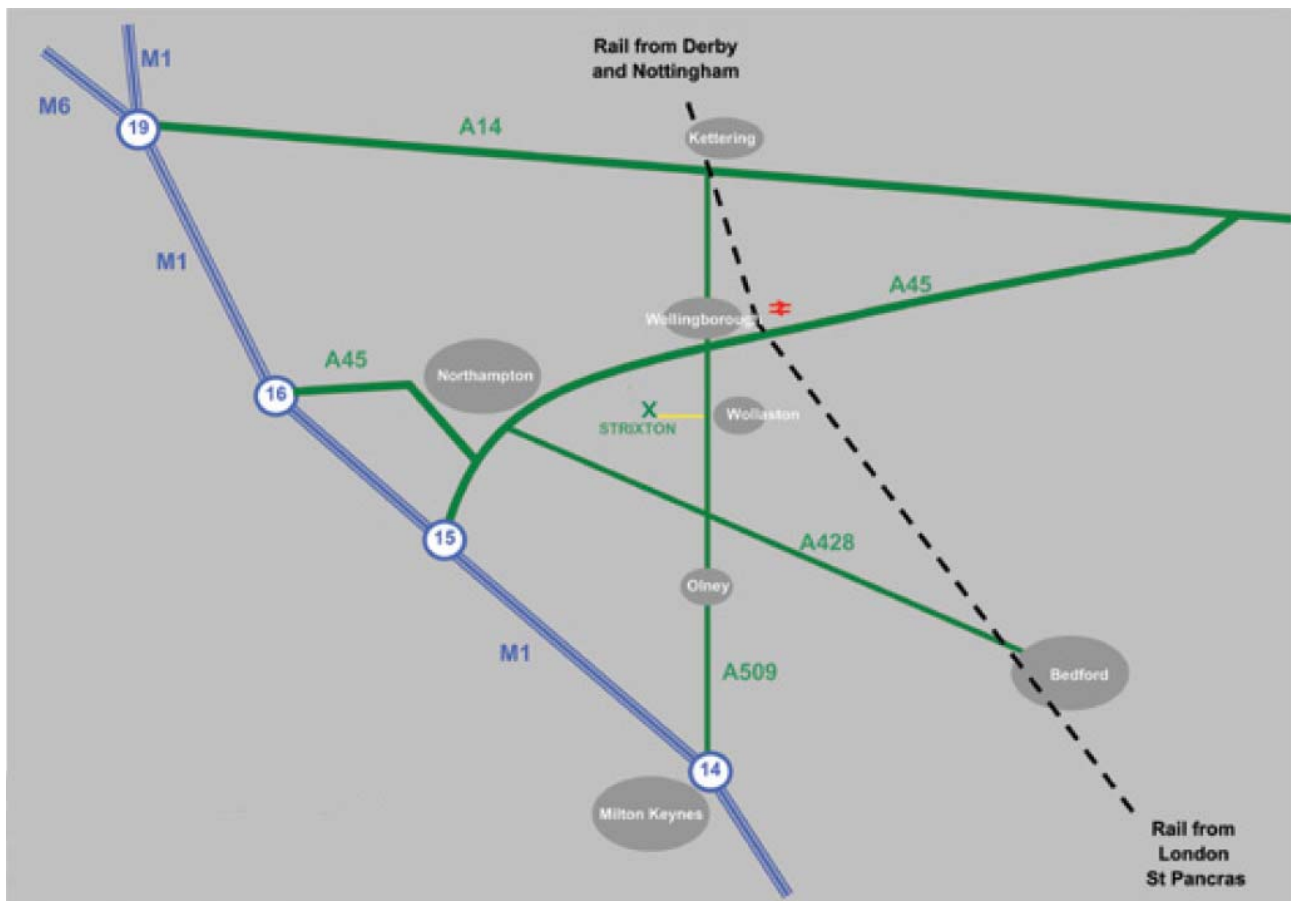 Rail from Derby
and Nottingham
M1
M6
19
A14
Kettering
M1
A45
Wellingborough
A45
16
Northampton
X
STRIXTON
Wollaston
15
A428
Olney
M1
A509
Bedford
14
Milton Keynes
Rail from
London
St Pancras